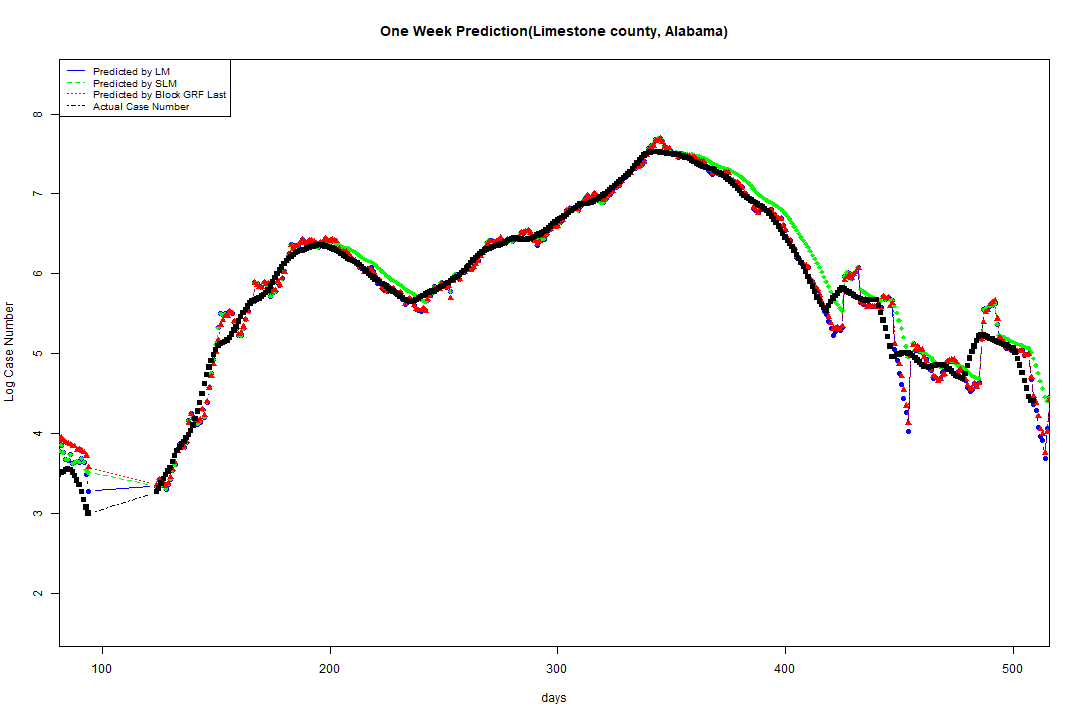 One Week Prediction(Limestone county, Alabama)
Predicted by LM
Predicted by SLM
Predicted by Block GRF Last
Actual Case Number
8
7
6
5
4
3
2
Log Case Number
100 200 300 400 500
days